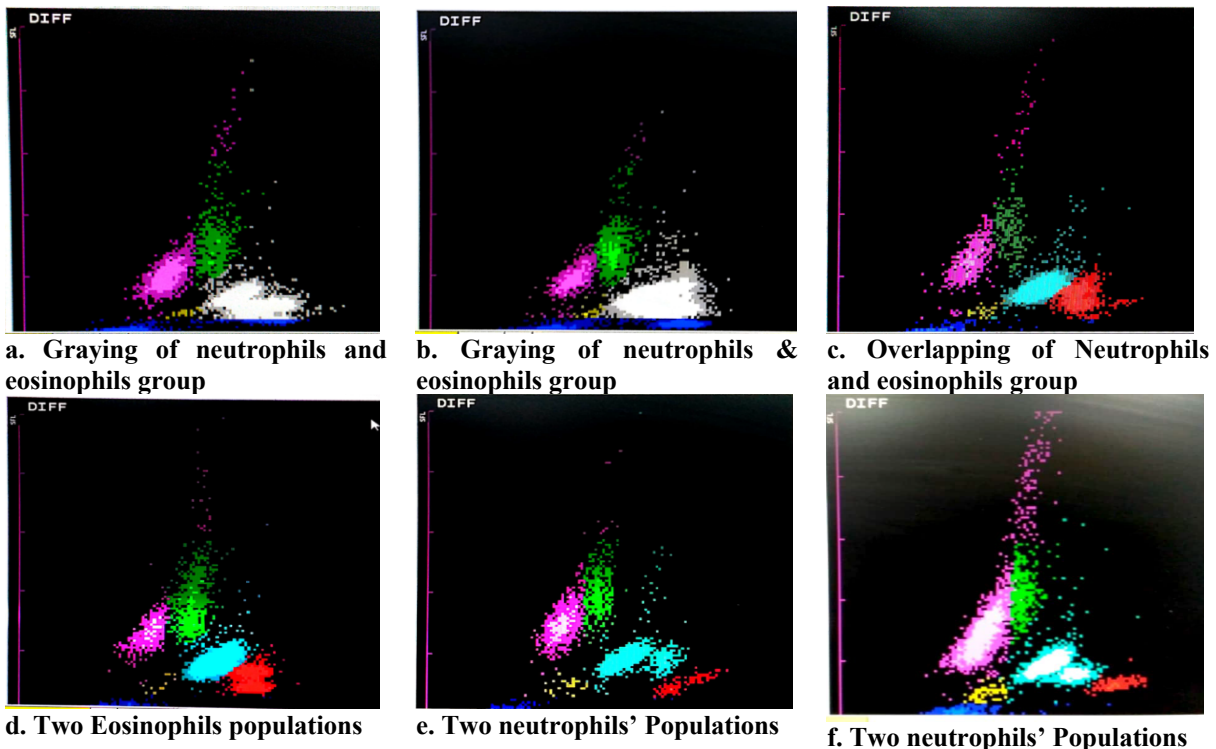 DIFF
DIFF
DIFF
a. Graying of neutrophils and
eosinophils group
b. Graying of neutrophils &
eosinophils group
c. Overlapping of Neutrophils
and eosinophils group
DIFF
DIFF
DIFF
d. Two Eosinophils populations
e. Two neutrophils’ Populations
f. Two neutrophils’ Populations